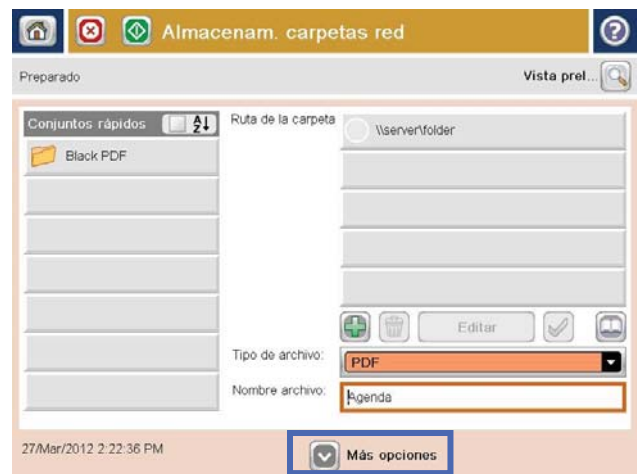 Almacenam. carpetas red
Preparado
Vista prel...
Conjuntos rápidos
A Z
Ruta de la carpeta
\\server\folder
Black PDF
Editar
Tipo de archivo:
PDF
Nombre archivo:
Agenda
27/Mar/2012 2:22:36 PM
Más opciones